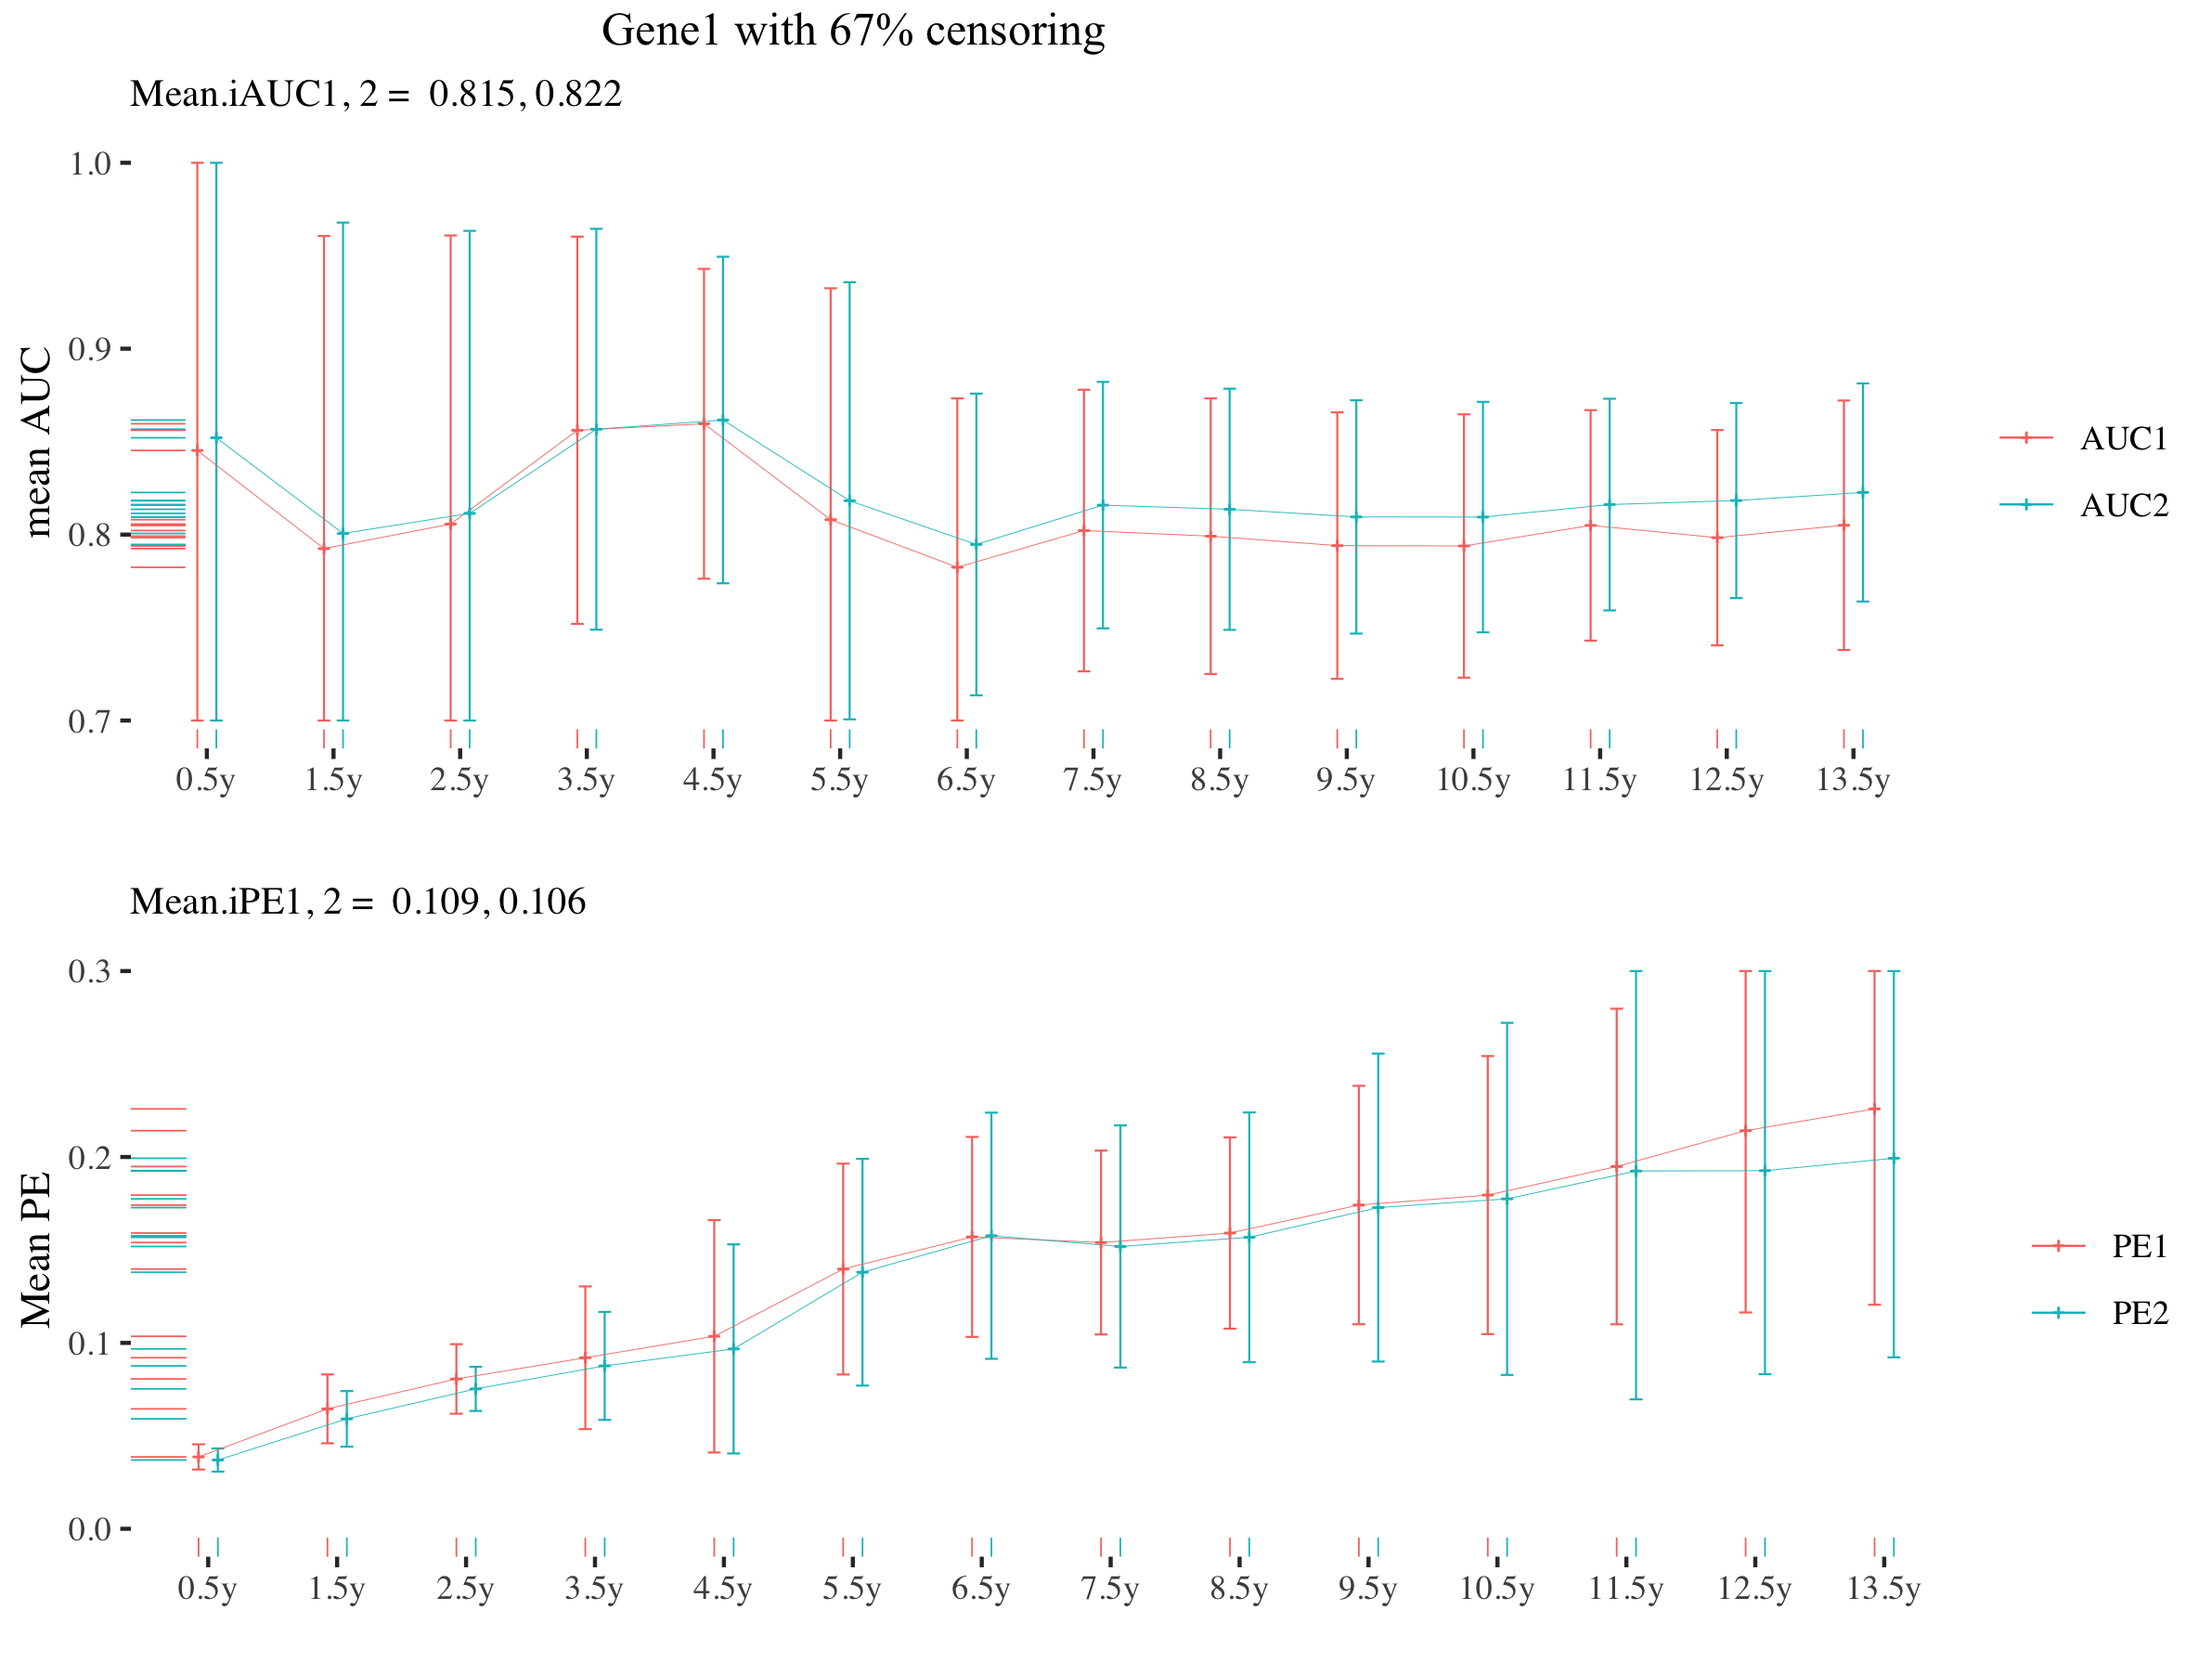 Gene1 with 67% censoring
Mean.iAUC1, 2 = 0.815, 0.822
mean AUC
1.0
0.9
0.8
0.7
0.5y 1.5y 2.5y 3.5y 4.5y 5.5y 6.5y 7.5y 8.5y 9.5y 10.5y 11.5y 12.5y 13.5y
AUC1
AUC2
Mean.iPE1, 2 = 0.109, 0.106
Mean PE
0.3
0.2
0.1
0.0
0.5y 1.5y 2.5y 3.5y 4.5y 5.5y 6.5y 7.5y 8.5y 9.5y 10.5y 11.5y 12.5y 13.5y
PE1
PE2